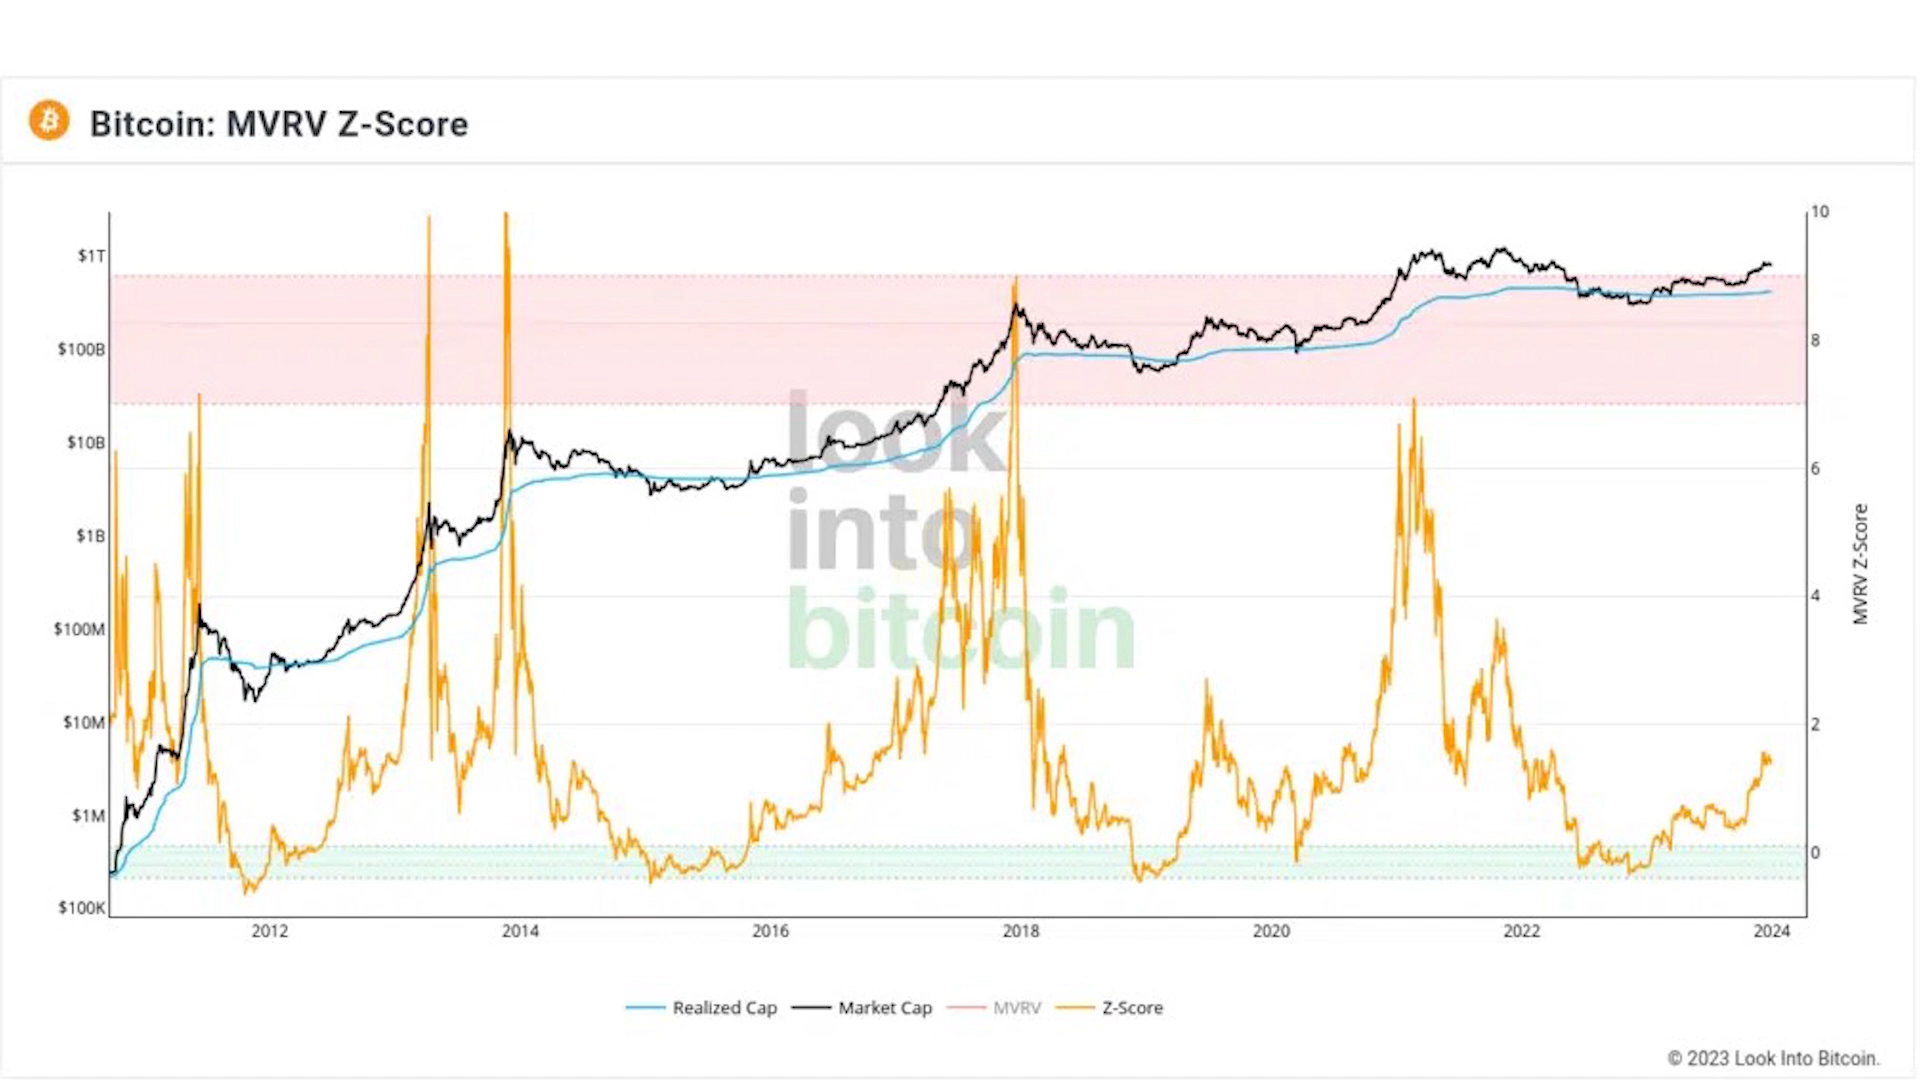 Bitcoin: MVRV Z-Score
10
$1T
8
$100B
6
$10B
$1B
4
$100M
2
$10M
$1M
0
$100K
MVRV Z-Score
look
into
bitcoin
2012 2014 2016 2018 2020 2022 2024
Realized Cap Market Cap MVRV Z-Score
© 2023 Look Into Bitcoin.